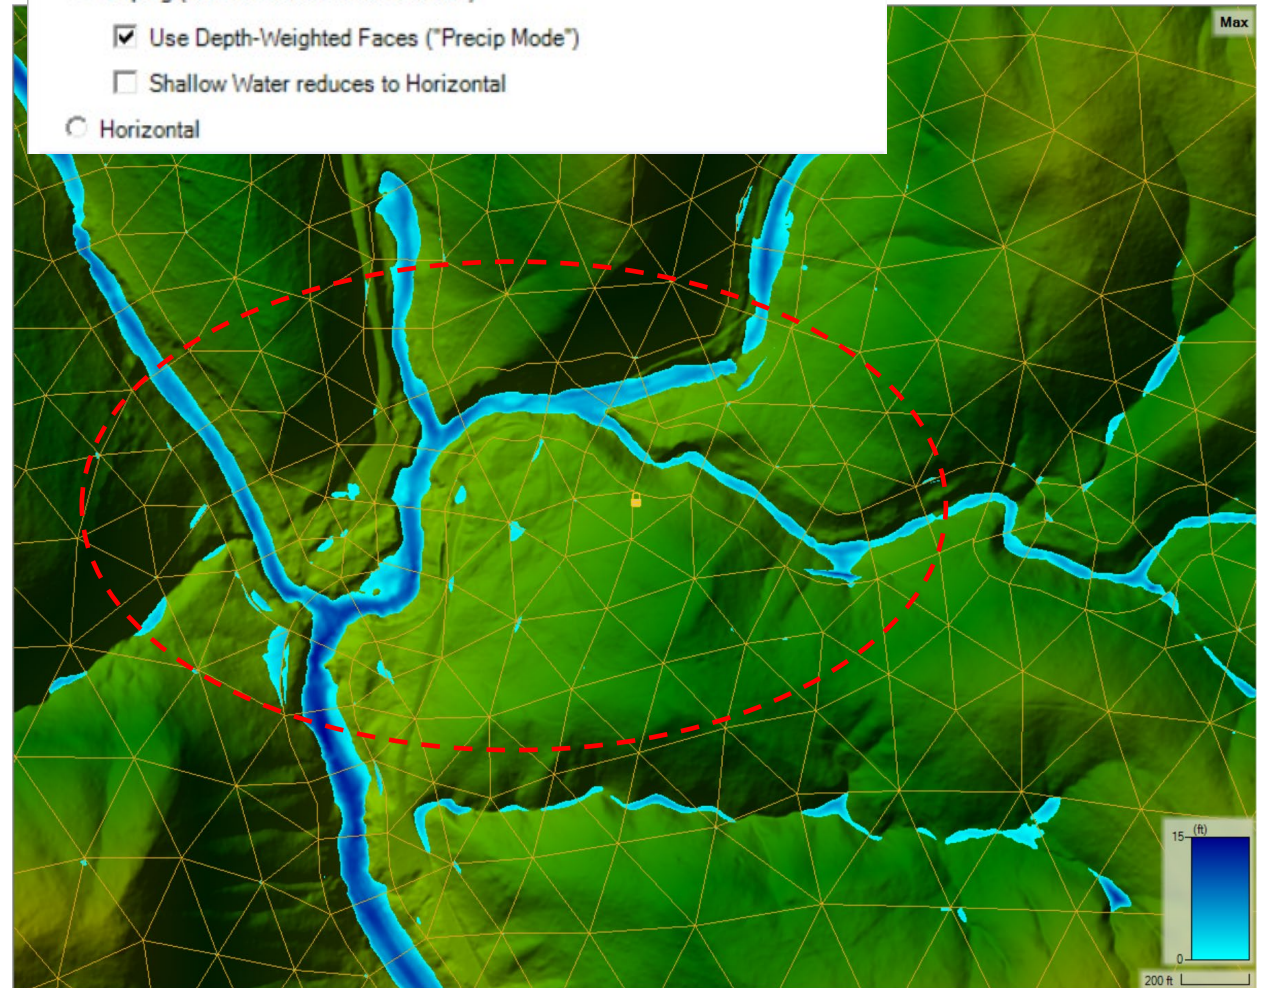 Use Depth-Weighted Faces ("Precip Mode")
Shallow Water reduces to Horizontal
Horizontal
Max
(ft)
15
0
200 ft